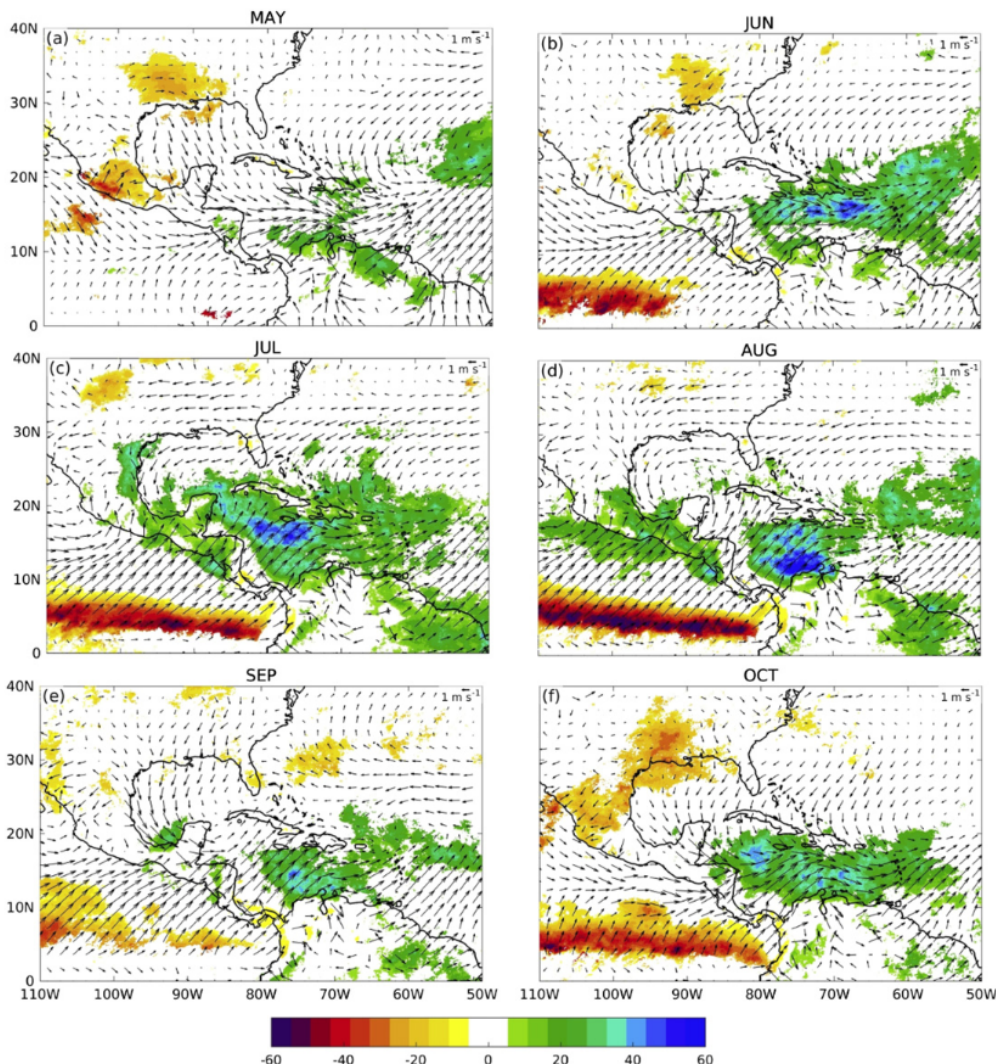 MAY
JUN
(a)
1 m s-1
(b)
1 m s-1
40N
30N
20N
10N
0
JUL
AUG
40N
(c)
1 m s-1
(d)
1 m s-1
30N
20N
10N
0
SEP
OCT
40N
(e)
1 m s-1
(f)
1 m s-1
30N
20N
10N
0
110W 100W 90W 80W 70W 60W 50W 110W 100W 90W 80W 70W 60W 50W
-60 -40 -20 0 20 40 60